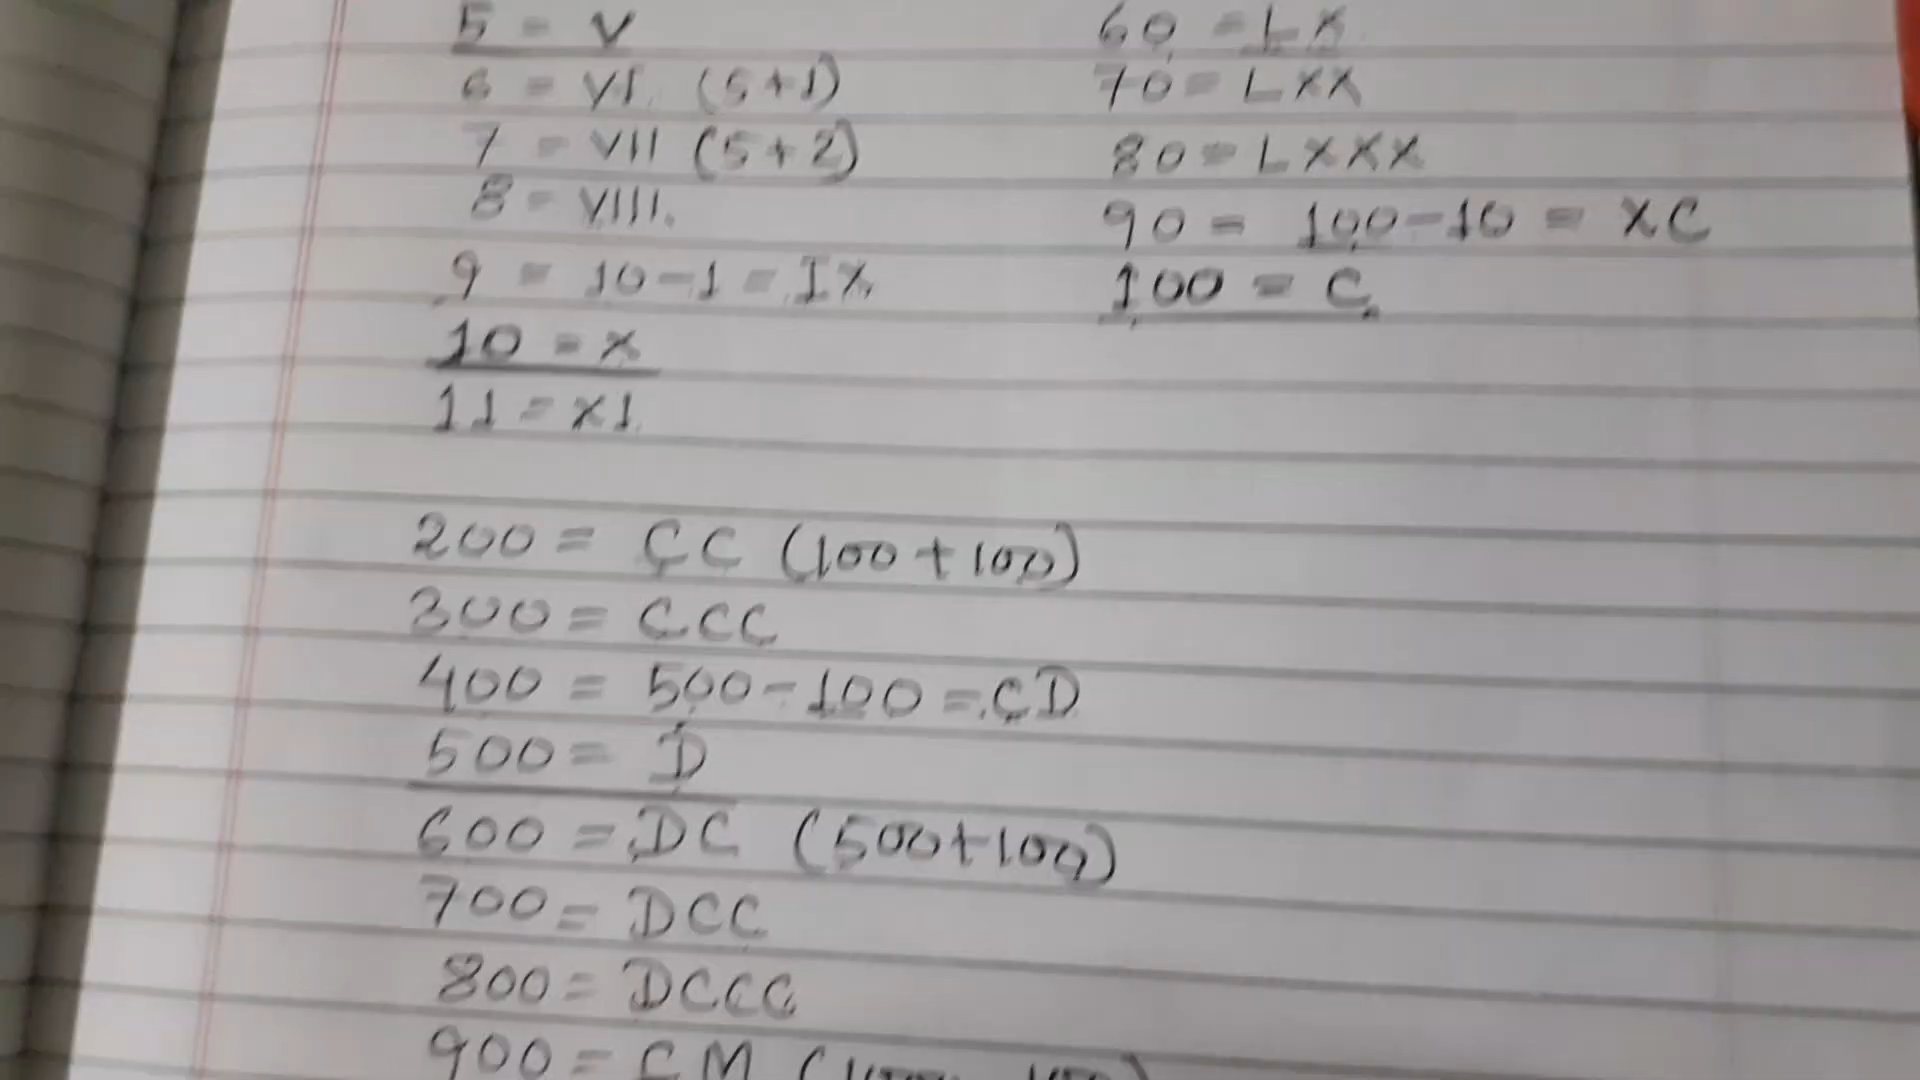 5 = V
6 = VI (5+1)
7 = VII (5+2)
8 = VIII.
9 = 10-1 = IX
10 = X
11 = XI
60 = LX
70 = LXX
80 = LXXX
90 = 100-10 = XC
100 = C
200 = CC (100+100)
300 = CCC
400 = 500-100 = CD
500 = D
600 = DC (500+100)
700 = DCC
800 = DCCC
900 = CM